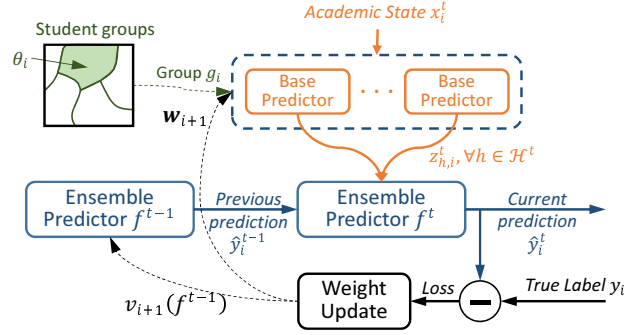 Academic State xᵢᵗ
Student groups
θᵢ
Group gᵢ
Base Predictor
· · ·
Base Predictor
wᵢ₊₁
z_{h,i}^t, ∀h ∈ ℋᵗ
Ensemble Predictor fᵗ⁻¹
Previous prediction
ŷᵢᵗ⁻¹
Ensemble Predictor fᵗ
Current prediction
ŷᵢᵗ
vᵢ₊₁(fᵗ⁻¹)
Weight Update
Loss
−
True Label yᵢ